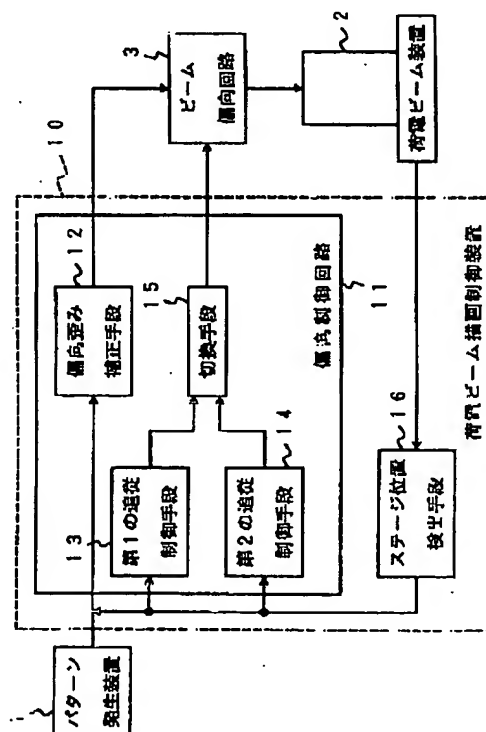 パターン
発生装置
10
偏向歪み
補正手段
12
第1の追従
制御手段
13
第2の追従
制御手段
14
切換手段
15
偏向制御回路
11
ビーム
偏向回路
3
2
荷電ビーム装置
ステージ位置
検出手段
16
荷電ビーム描画制御装置